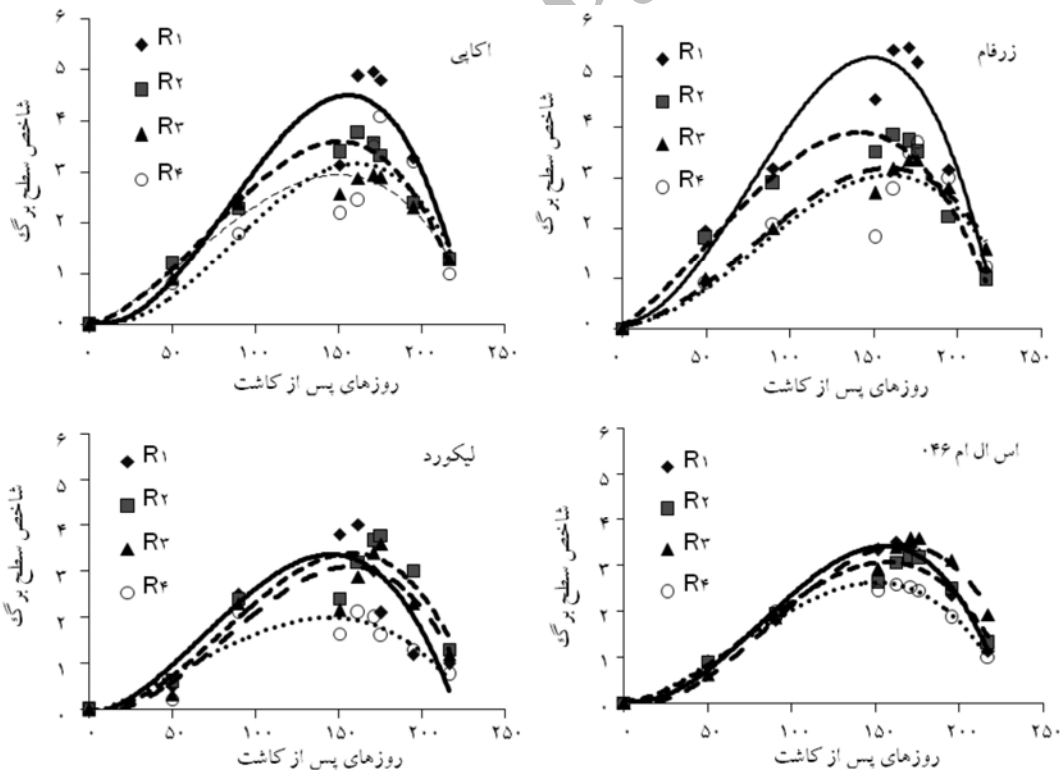 اکاپی
R۱
R۲
R۳
R۴
شاخص سطح برگ
۶
۵
۴
۳
۲
۱
۰
۰ ۵۰ ۱۰۰ ۱۵۰ ۲۰۰ ۲۵۰
روزهای پس از کاشت
زرفام
R۱
R۲
R۳
R۴
شاخص سطح برگ
۶
۵
۴
۳
۲
۱
۰
۰ ۵۰ ۱۰۰ ۱۵۰ ۲۰۰ ۲۵۰
روزهای پس از کاشت
لیکورد
R۱
R۲
R۳
R۴
شاخص سطح برگ
۶
۵
۴
۳
۲
۱
۰
۰ ۵۰ ۱۰۰ ۱۵۰ ۲۰۰ ۲۵۰
روزهای پس از کاشت
اس ال ام ۰۴۶
R۱
R۲
R۳
R۴
شاخص سطح برگ
۶
۵
۴
۳
۲
۱
۰
۰ ۵۰ ۱۰۰ ۱۵۰ ۲۰۰ ۲۵۰
روزهای پس از کاشت